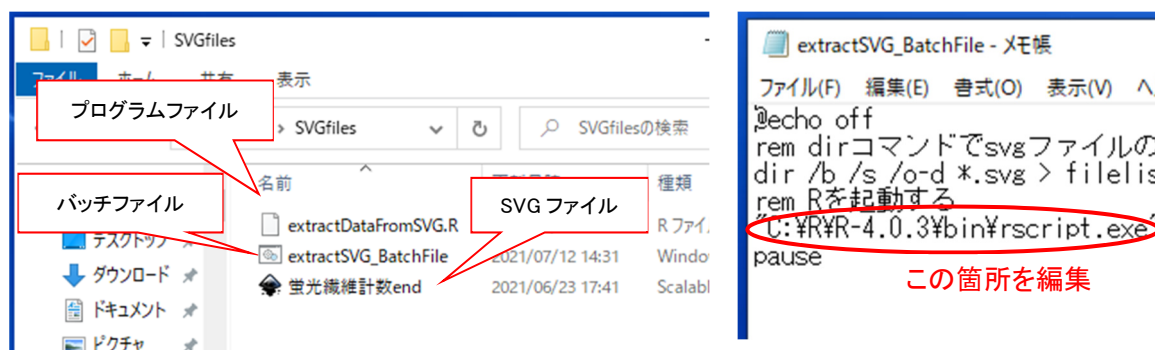 SVGfiles
ファイル ホーム 共有 表示
プログラムファイル
SVGfiles
SVGfilesの検索
名前
種類
バッチファイル
SVG ファイル
extractDataFromSVG.R
R ファイ
extractSVG_BatchFile 2021/07/12 14:31 Windo
蛍光繊維計数end 2021/06/23 17:41 Scalabl
デスクトップ
ダウンロード
ドキュメント
ピクチャ
extractSVG_BatchFile - メモ帳
ファイル(F) 編集(E) 書式(O) 表示(V) ヘ
@echo off
rem dirコマンドでsvgファイルの
dir /b /s /o-d *.svg > filelis
rem Rを起動する
"C:¥R¥R-4.0.3¥bin¥rscript.exe"
pause
この箇所を編集